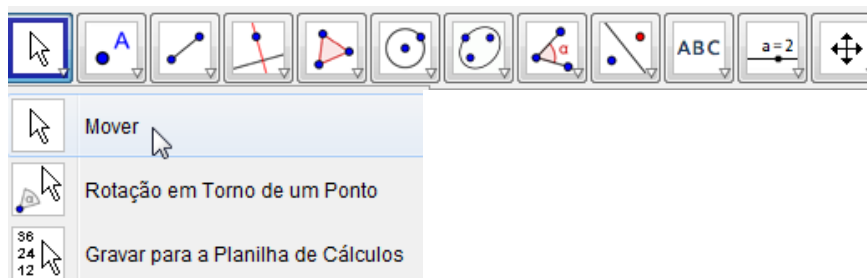 A
α
ABC
a=2
Mover
α
Rotação em Torno de um Ponto
36
24
12
Gravar para a Planilha de Cálculos